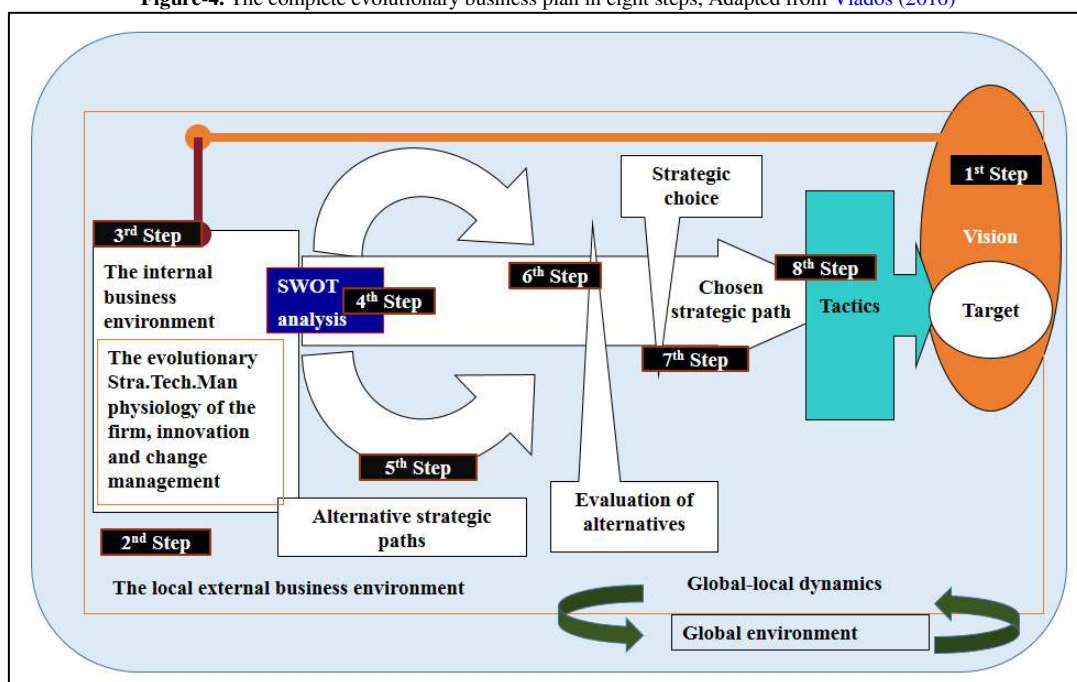 Figure-4. The complete evolutionary business plan in eight steps, Adapted from Vlados (2016)
1st Step
Vision
Target
Strategic
choice
3rd Step
The internal
business
environment
SWOT
analysis
4th Step
6th Step
8th Step
Chosen
strategic path
Tactics
7th Step
The evolutionary
Stra.Tech.Man
physiology of the
firm, innovation
and change
management
5th Step
Evaluation of
alternatives
Alternative strategic
paths
2nd Step
The local external business environment
Global-local dynamics
Global environment